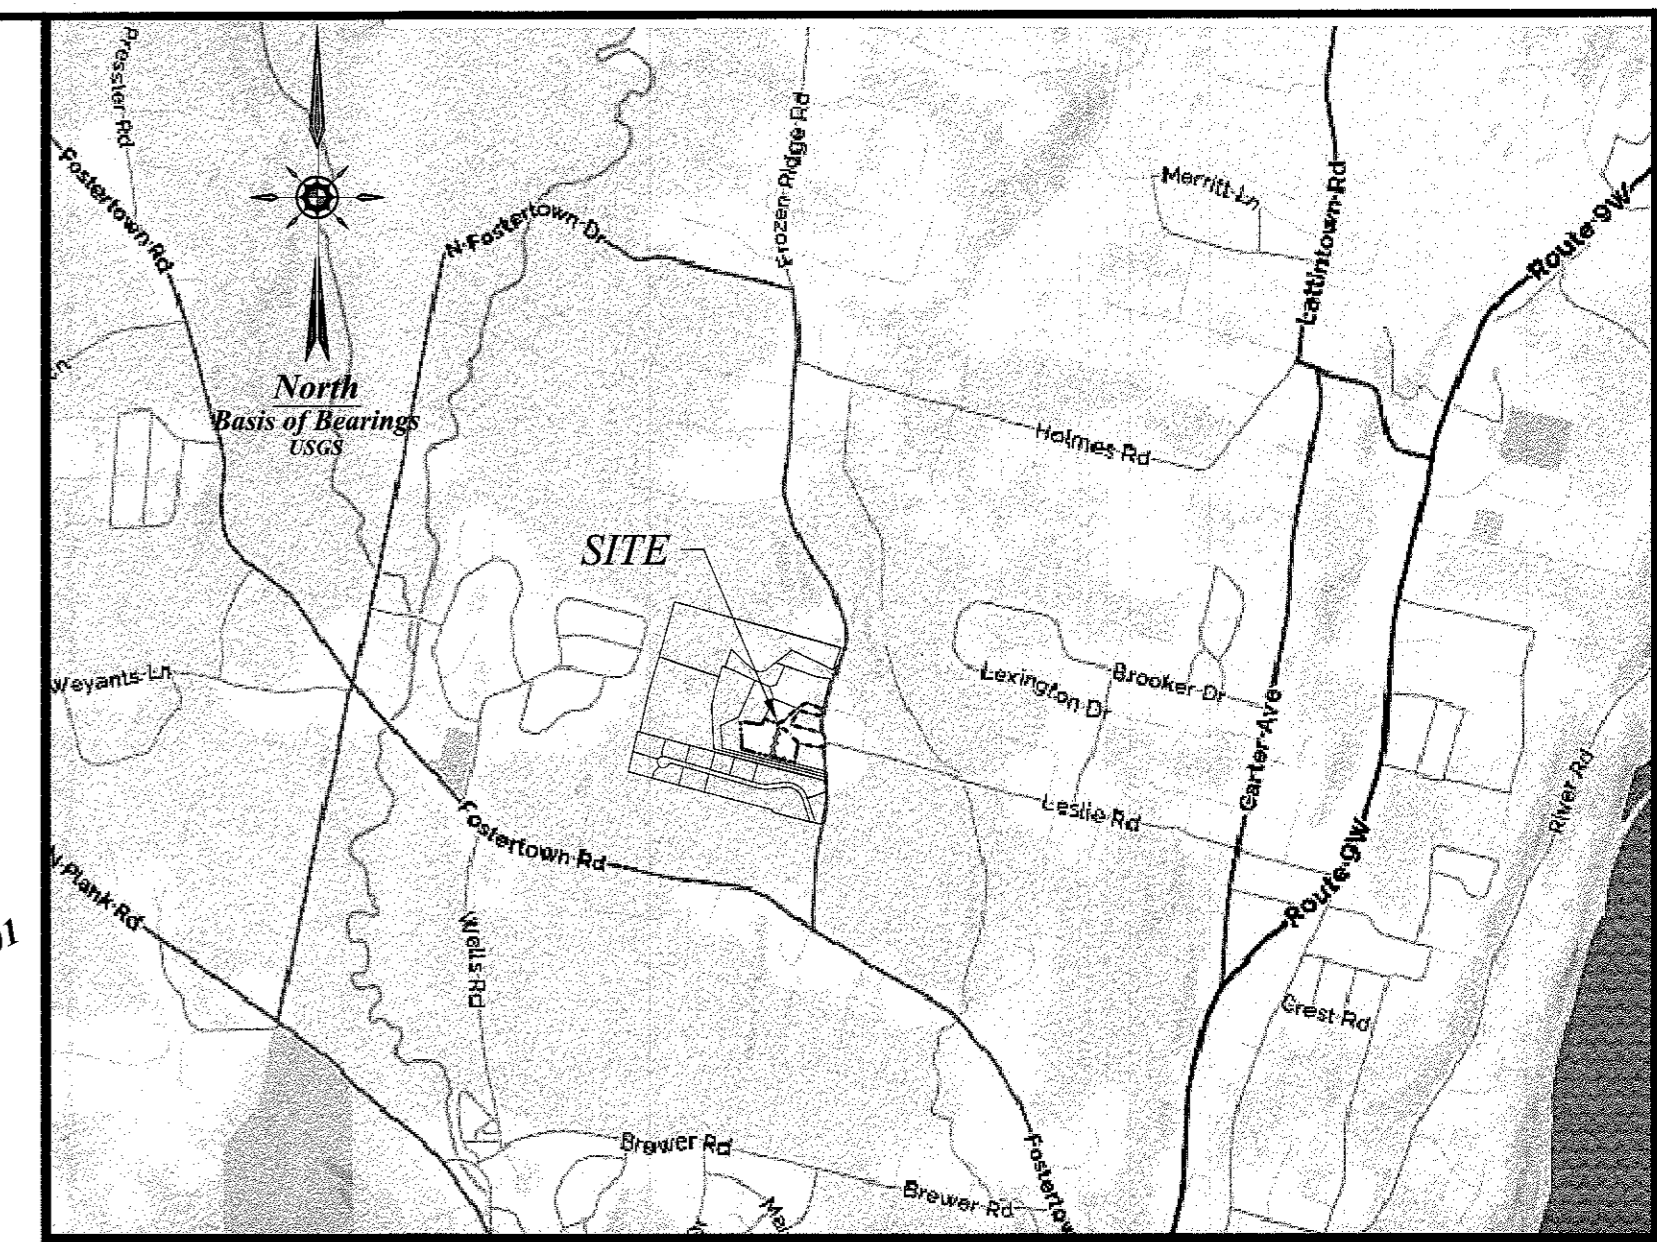 Pressler Rd
Fostertown Rd
Frozen Ridge Rd
N Fostertown Dr
Merritt Ln
Lattintown Rd
Route 9W
North
Basis of Bearings
USGS
Holmes Rd
SITE
Weyants Ln
Lexington Dr
Brooker Dr
Carter Ave
Leslie Rd
River Rd
Fostertown Rd
Route 9W
N Plank Rd
Wells Rd
Crest Rd
Brewer Rd
Brewer Rd
Fostertow
Ma